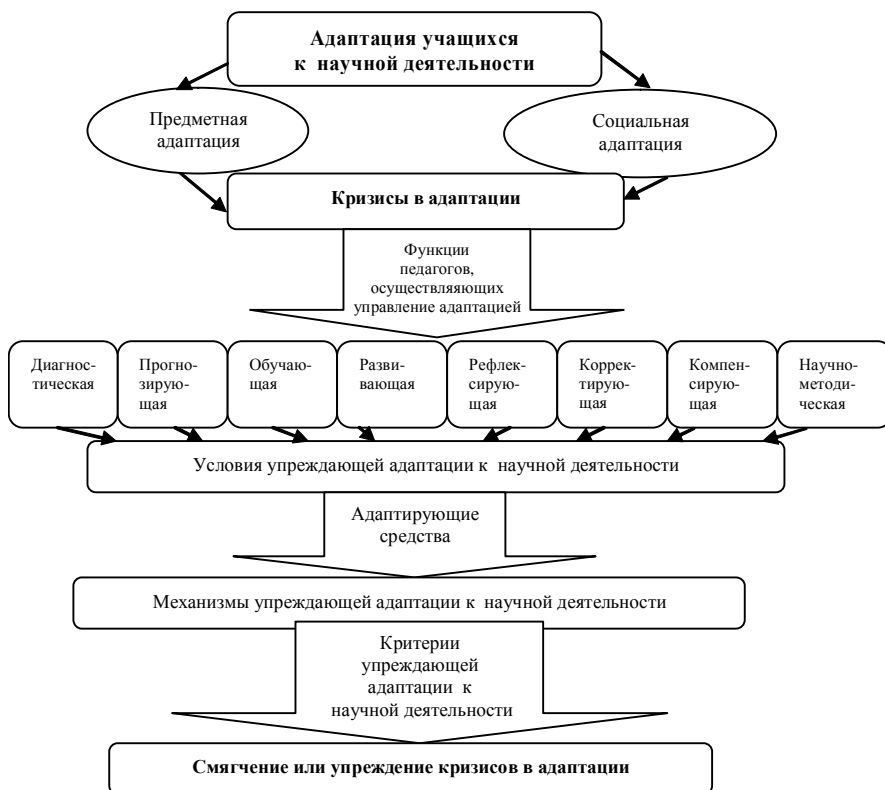 Адаптация учащихся
к научной деятельности
Предметная
адаптация
Социальная
адаптация
Кризисы в адаптации
Функции
педагогов,
осуществляяющих
управление адаптацией
Диагнос-
тическая
Прогно-
зирую-
щая
Обучаю-
щая
Разви-
вающая
Рефлек-
сирую-
щая
Коррек-
тирую-
щая
Компен-
сирую-
щая
Научно-
методи-
ческая
Условия упреждающей адаптации к научной деятельности
Адаптирующие
средства
Механизмы упреждающей адаптации к научной деятельности
Критерии
упреждающей
адаптации к
научной деятельности
Смягчение или упреждение кризисов в адаптации